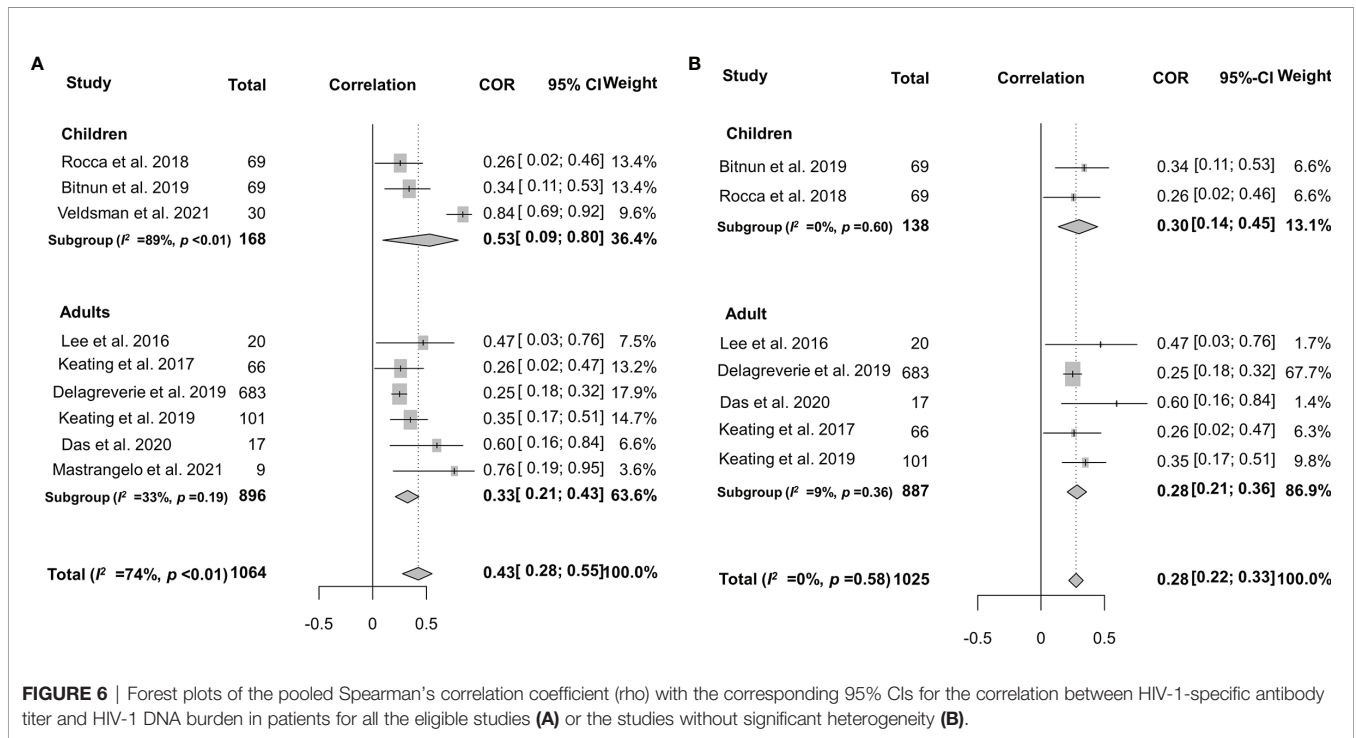 A
Study Total Correlation COR 95% CI Weight
Children
Rocca et al. 2018 69 0.26 [ 0.02; 0.46] 13.4%
Bitnun et al. 2019 69 0.34 [ 0.11; 0.53] 13.4%
Veldsman et al. 2021 30 0.84 [ 0.69; 0.92] 9.6%
Subgroup (I² =89%, p <0.01) 168 0.53[ 0.09; 0.80] 36.4%
Adults
Lee et al. 2016 20 0.47[ 0.03; 0.76] 7.5%
Keating et al. 2017 66 0.26[ 0.02; 0.47] 13.2%
Delagreverie et al. 2019 683 0.25[ 0.18; 0.32] 17.9%
Keating et al. 2019 101 0.35[ 0.17; 0.51] 14.7%
Das et al. 2020 17 0.60[ 0.16; 0.84] 6.6%
Mastrangelo et al. 2021 9 0.76[ 0.19; 0.95] 3.6%
Subgroup (I² =33%, p =0.19) 896 0.33[ 0.21; 0.43] 63.6%
Total (I² =74%, p <0.01) 1064 0.43[ 0.28; 0.55]100.0%
-0.5 0 0.5
B
Study Total Correlation COR 95%-CI Weight
Children
Bitnun et al. 2019 69 0.34 [0.11; 0.53] 6.6%
Rocca et al. 2018 69 0.26 [0.02; 0.46] 6.6%
Subgroup (I² =0%, p =0.60) 138 0.30 [0.14; 0.45] 13.1%
Adult
Lee et al. 2016 20 0.47 [0.03; 0.76] 1.7%
Delagreverie et al. 2019 683 0.25 [0.18; 0.32] 67.7%
Das et al. 2020 17 0.60 [0.16; 0.84] 1.4%
Keating et al. 2017 66 0.26 [0.02; 0.47] 6.3%
Keating et al. 2019 101 0.35 [0.17; 0.51] 9.8%
Subgroup (I² =9%, p =0.36) 887 0.28 [0.21; 0.36] 86.9%
Total (I² =0%, p =0.58) 1025 0.28 [0.22; 0.33]100.0%
-0.5 0 0.5
FIGURE 6 | Forest plots of the pooled Spearman's correlation coefficient (rho) with the corresponding 95% CIs for the correlation between HIV-1-specific antibody
titer and HIV-1 DNA burden in patients for all the eligible studies (A) or the studies without significant heterogeneity (B).